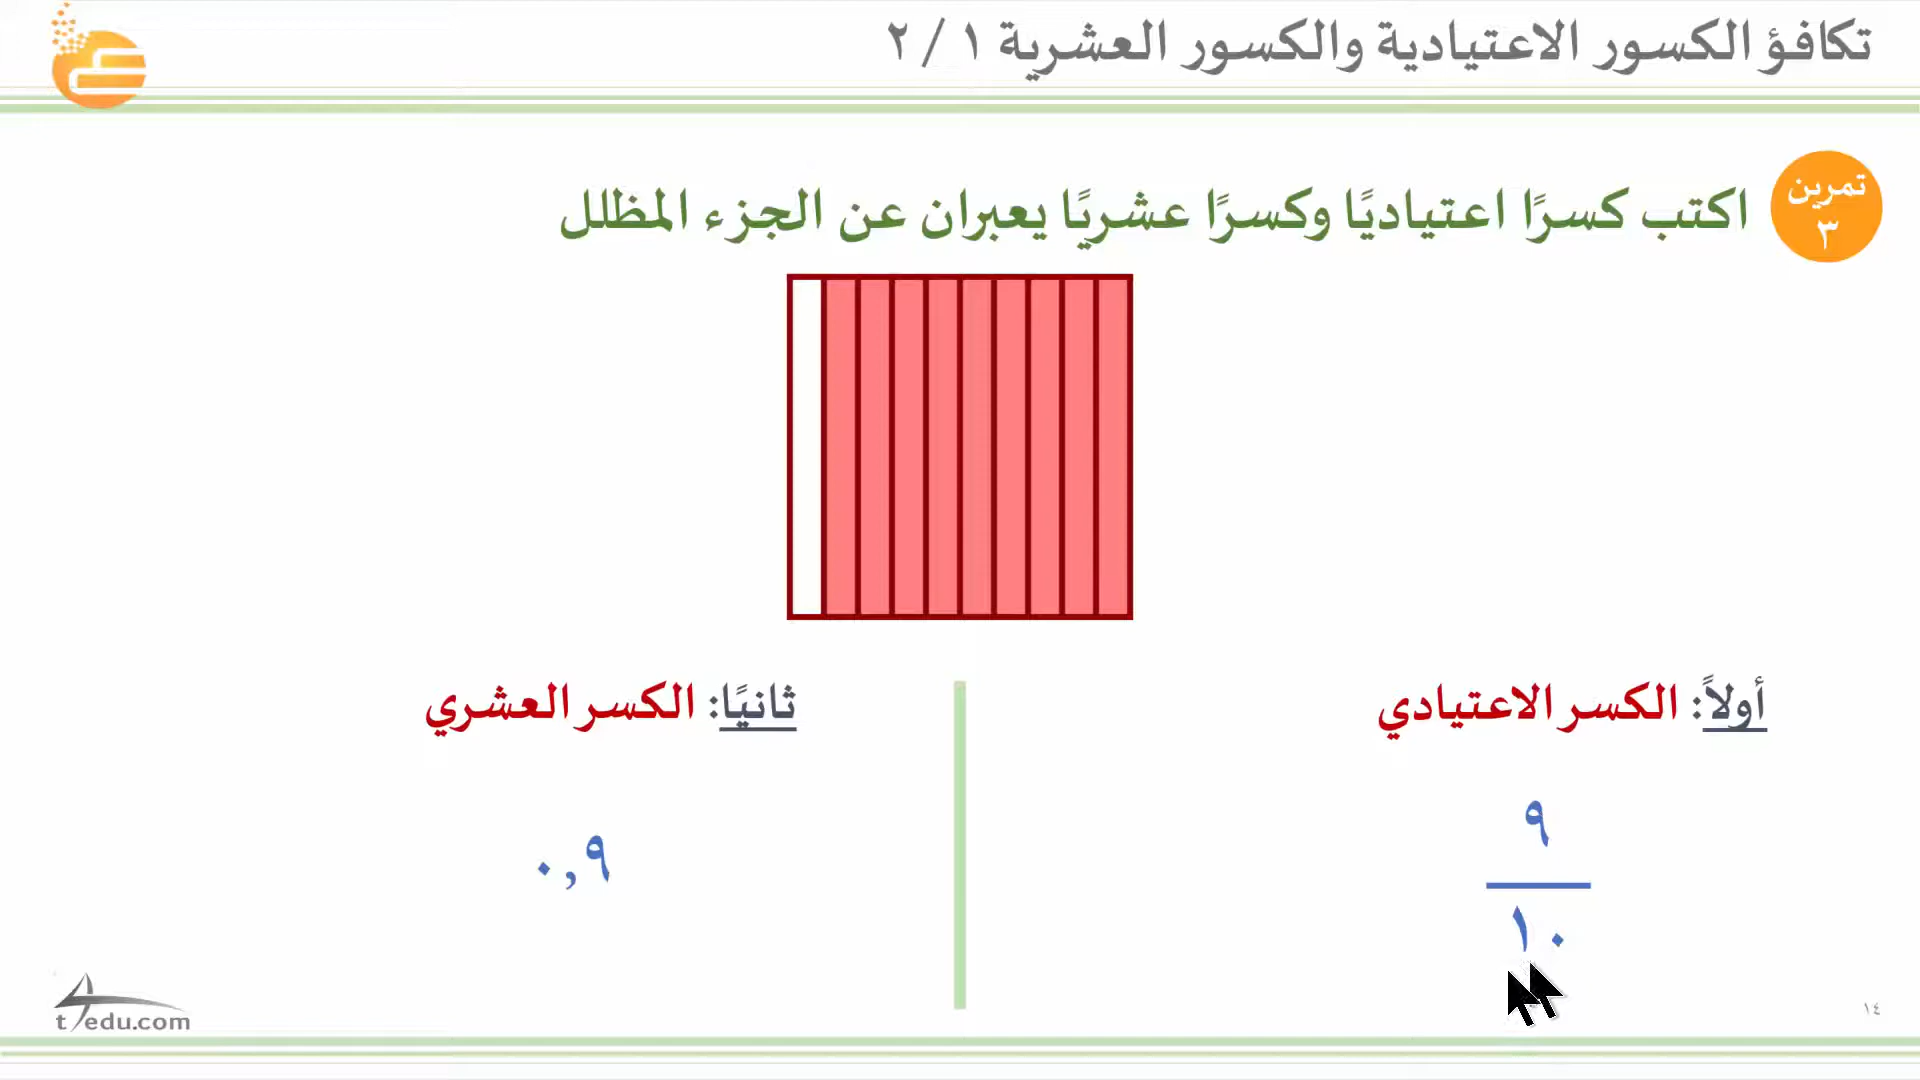 تكافؤ الكسور الاعتيادية والكسور العشرية ١ / ٢
تمرين
٣
اكتب كسرًا اعتياديًا وكسرًا عشريًا يعبران عن الجزء المظلل
أولاً: الكسر الاعتيادي
٩
١٠
ثانيًا: الكسر العشري
٠,٩
t4edu.com
١٤